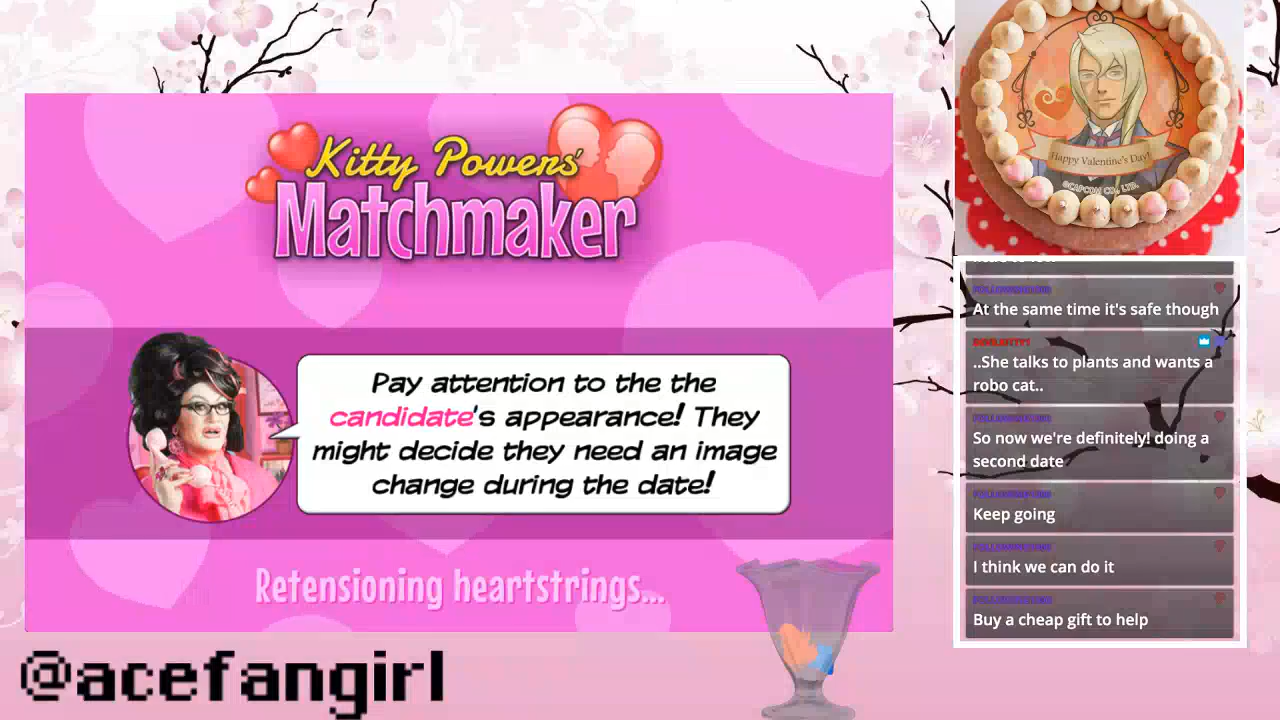 Kitty Powers'
Matchmaker
Pay attention to the the
candidate's appearance! They
might decide they need an image
change during the date!
Retensioning heartstrings...
@acefangirl
Happy Valentine's Day!
©CAPCOM CO., LTD.
At the same time it's safe though
..She talks to plants and wants a
robo cat..
So now we're definitely! doing a
second date
Keep going
I think we can do it
Buy a cheap gift to help